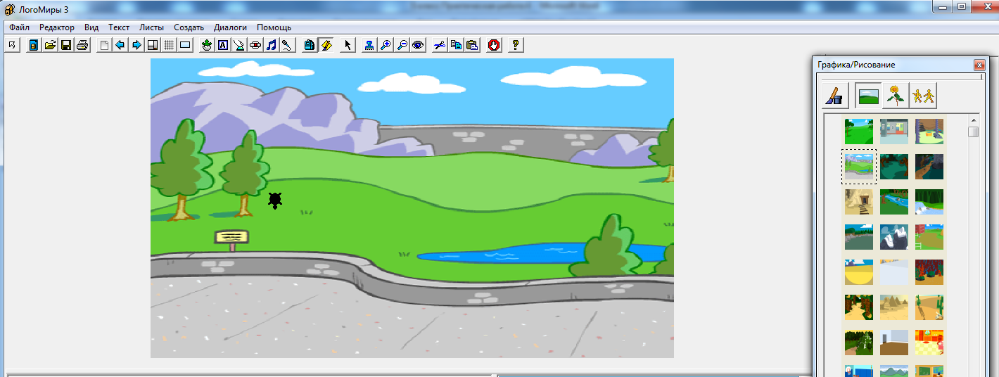 ЛогоМиры 3
Файл Редактор Вид Текст Листы Создать Диалоги Помощь
Графика/Рисование